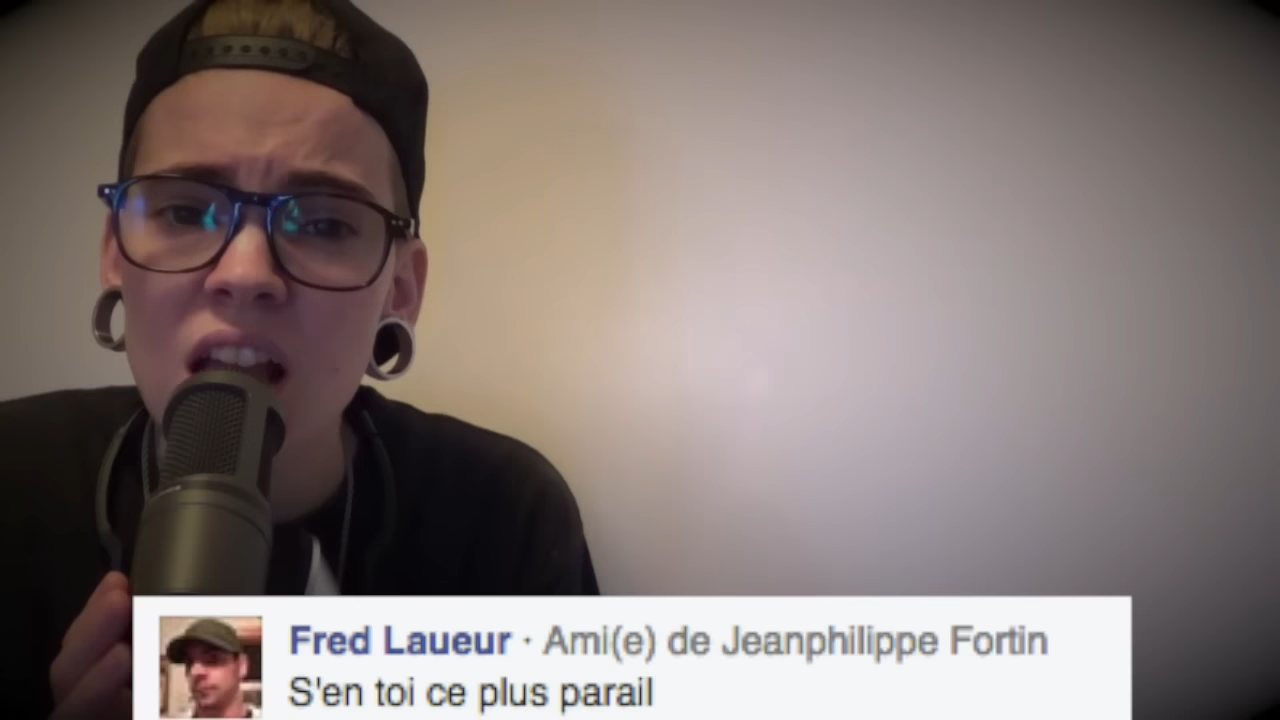 Fred Laueur · Ami(e) de Jeanphilippe Fortin
S'en toi ce plus parail